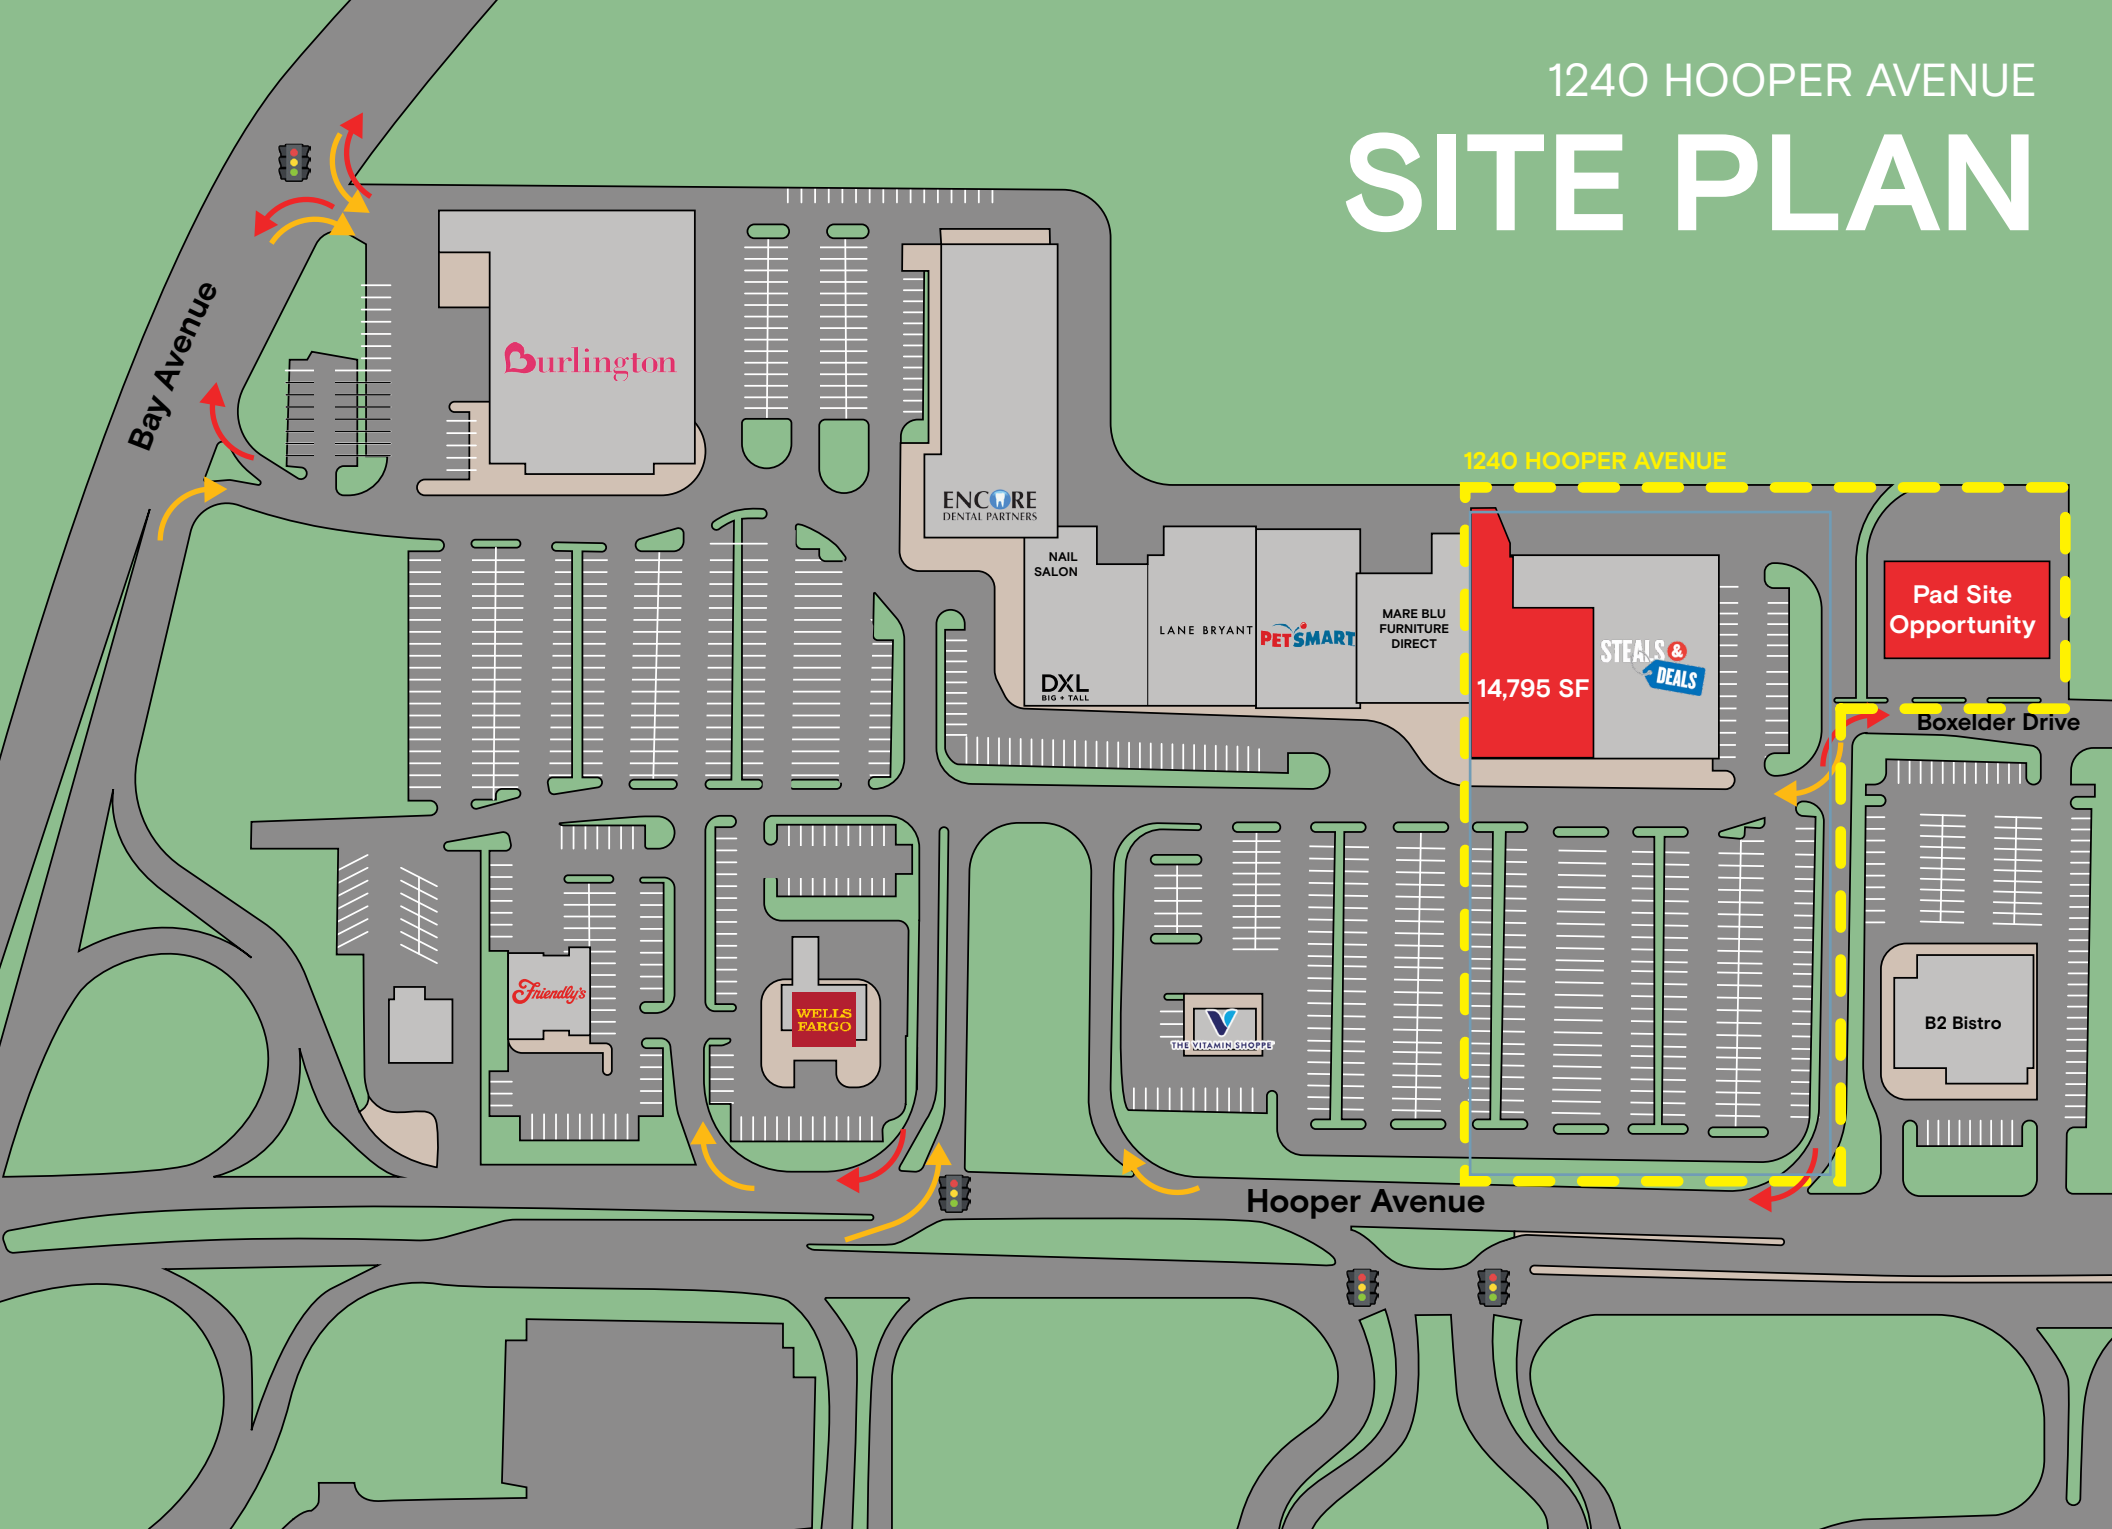 1240 HOOPER AVENUE
SITE PLAN
Bay Avenue
Burlington
ENCORE
DENTAL PARTNERS
NAIL
SALON
DXL
BIG + TALL
LANE BRYANT
PETSMART
MARE BLU
FURNITURE
DIRECT
1240 HOOPER AVENUE
14,795 SF
STEALS &
DEALS
Pad Site
Opportunity
Boxelder Drive
Friendly's
WELLS
FARGO
THE VITAMIN SHOPPE
B2 Bistro
Hooper Avenue